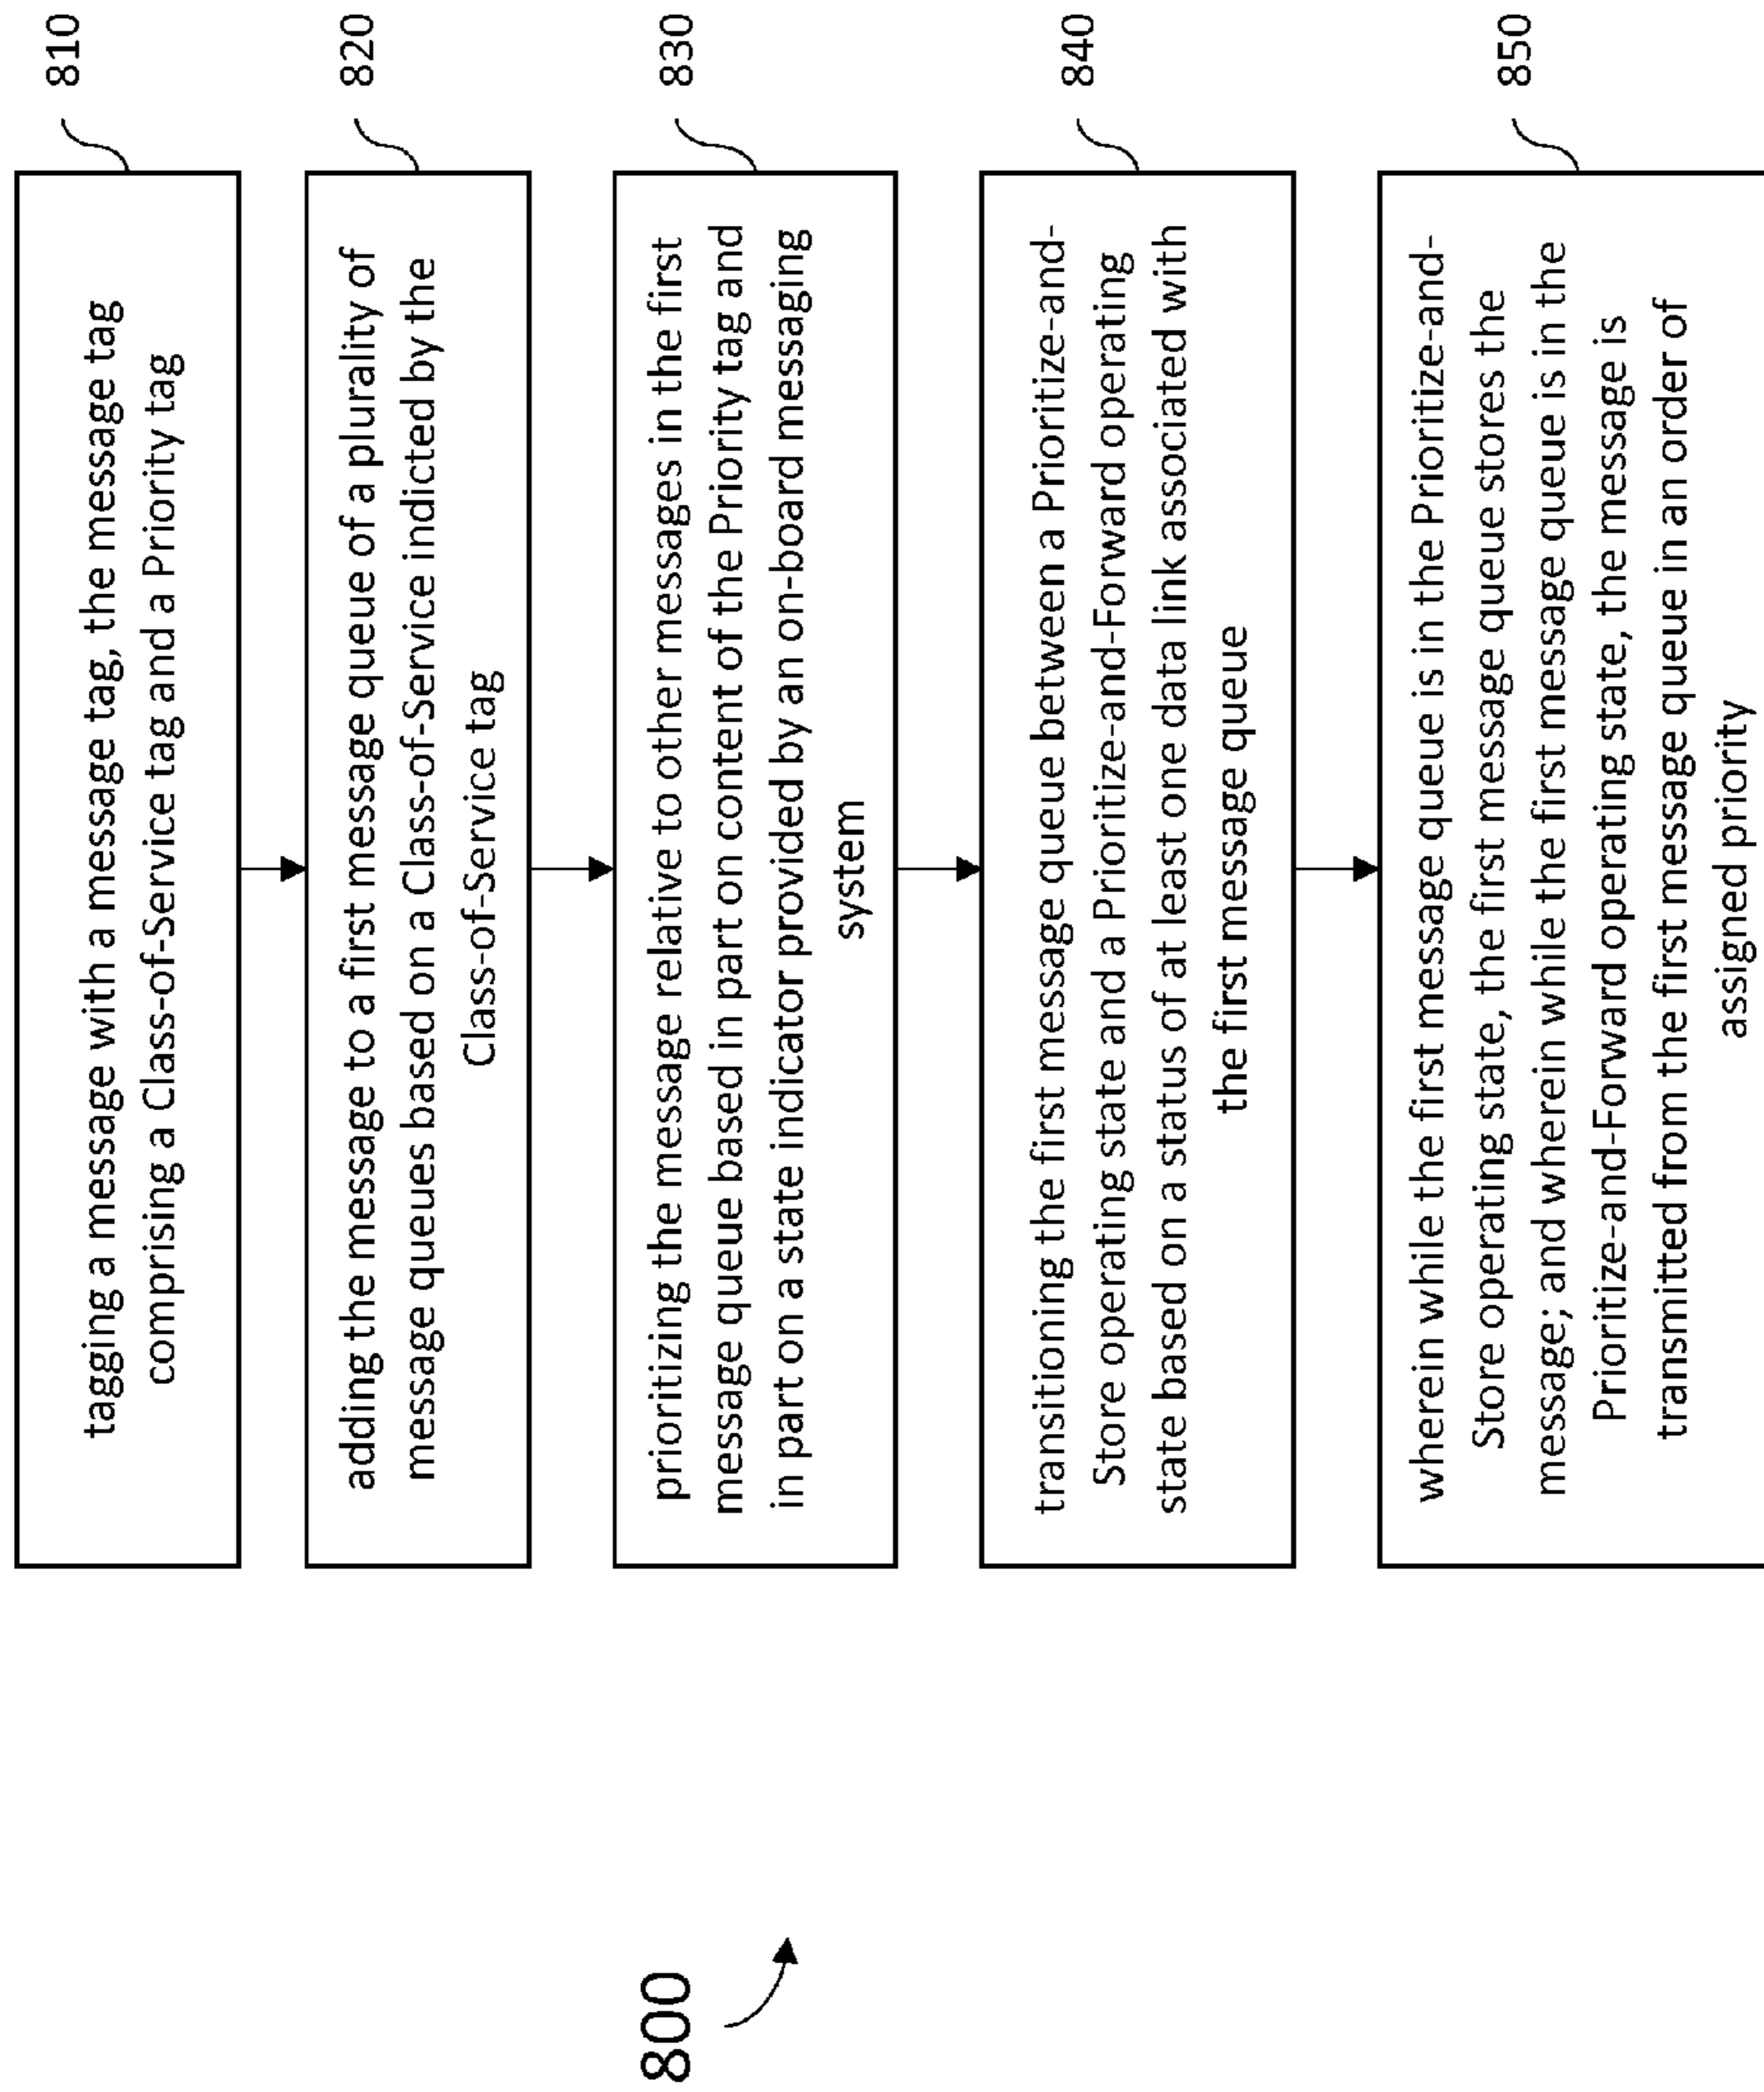 800
tagging a message with a message tag, the message tag
comprising a Class-of-Service tag and a Priority tag
810
adding the message to a first message queue of a plurality of
message queues based on a Class-of-Service indicted by the
Class-of-Service tag
820
prioritizing the message relative to other messages in the first
message queue based in part on content of the Priority tag and
in part on a state indicator provided by an on-board messaging
system
830
transitioning the first message queue between a Prioritize-and-
Store operating state and a Prioritize-and-Forward operating
state based on a status of at least one data link associated with
the first message queue
840
wherein while the first message queue is in the Prioritize-and-
Store operating state, the first message queue stores the
message; and wherein while the first message queue is in the
Prioritize-and-Forward operating state, the message is
transmitted from the first message queue in an order of
assigned priority
850